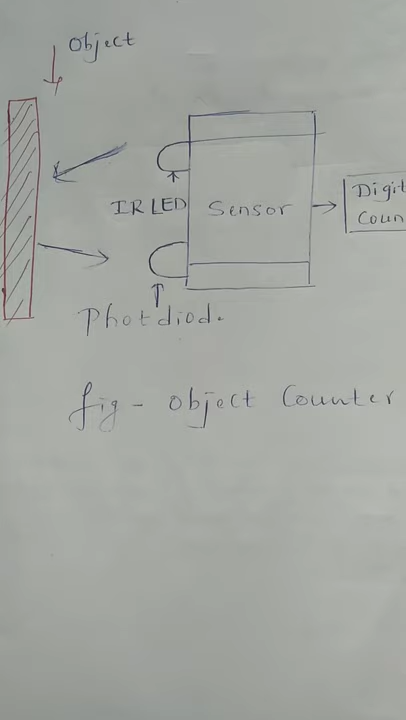 Object
IR LED
Sensor
Digit
Coun
Photdiod.
fig - object Counter